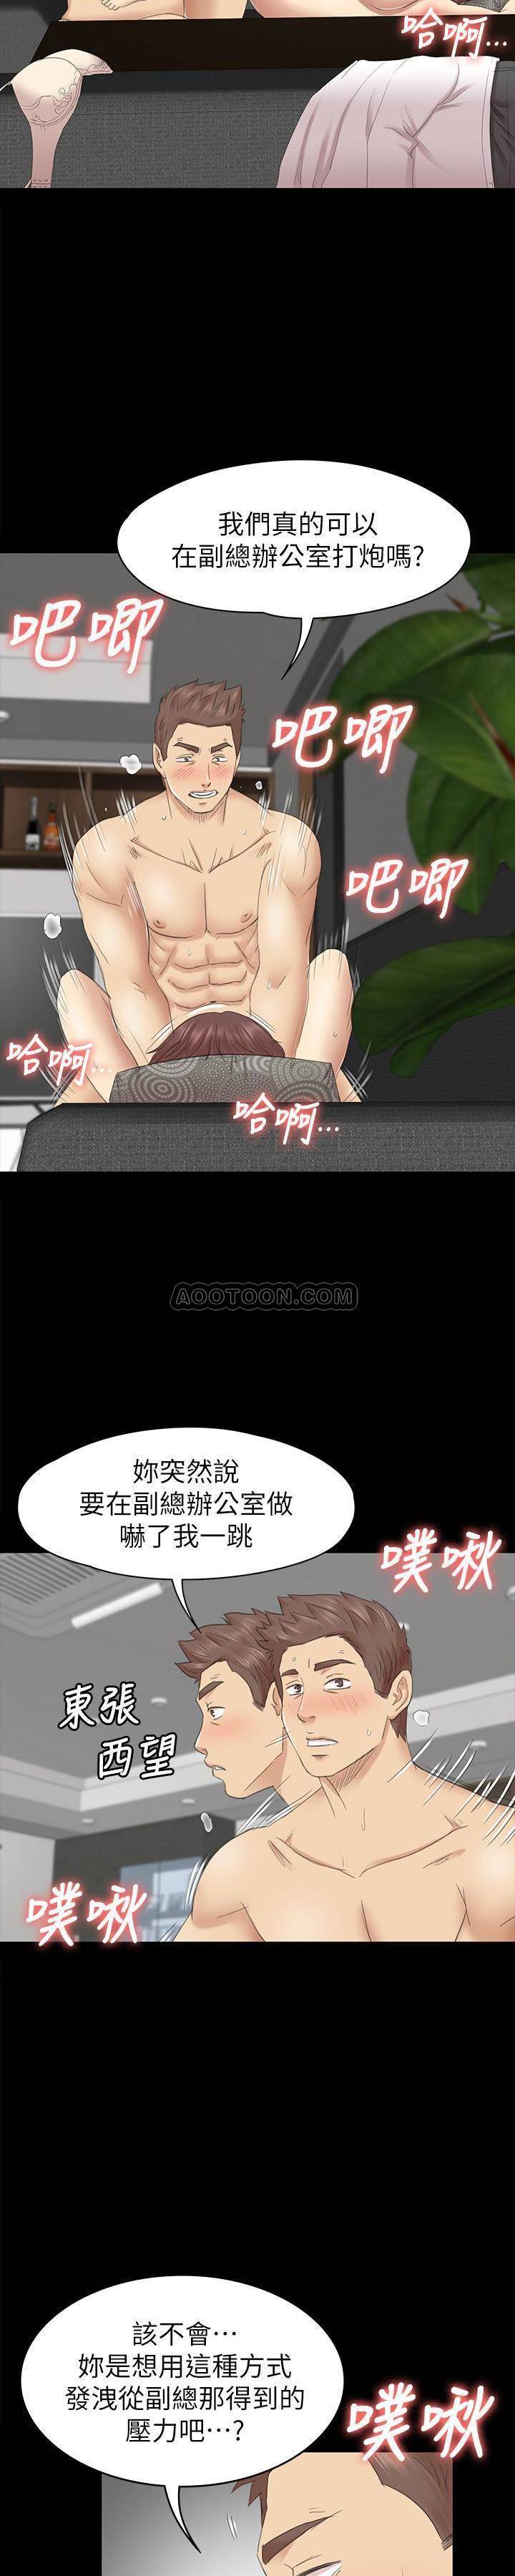 哈啊…
我們真的可以
在副總辦公室打炮嗎?
吧唧
吧唧
吧唧
哈啊…
哈啊…
AOOTOON.COM
妳突然說
要在副總辦公室做
嚇了我一跳
噗啾
東張
西望
噗啾
該不會…
妳是想用這種方式
發洩從副總那得到的
壓力吧…?
噗啾